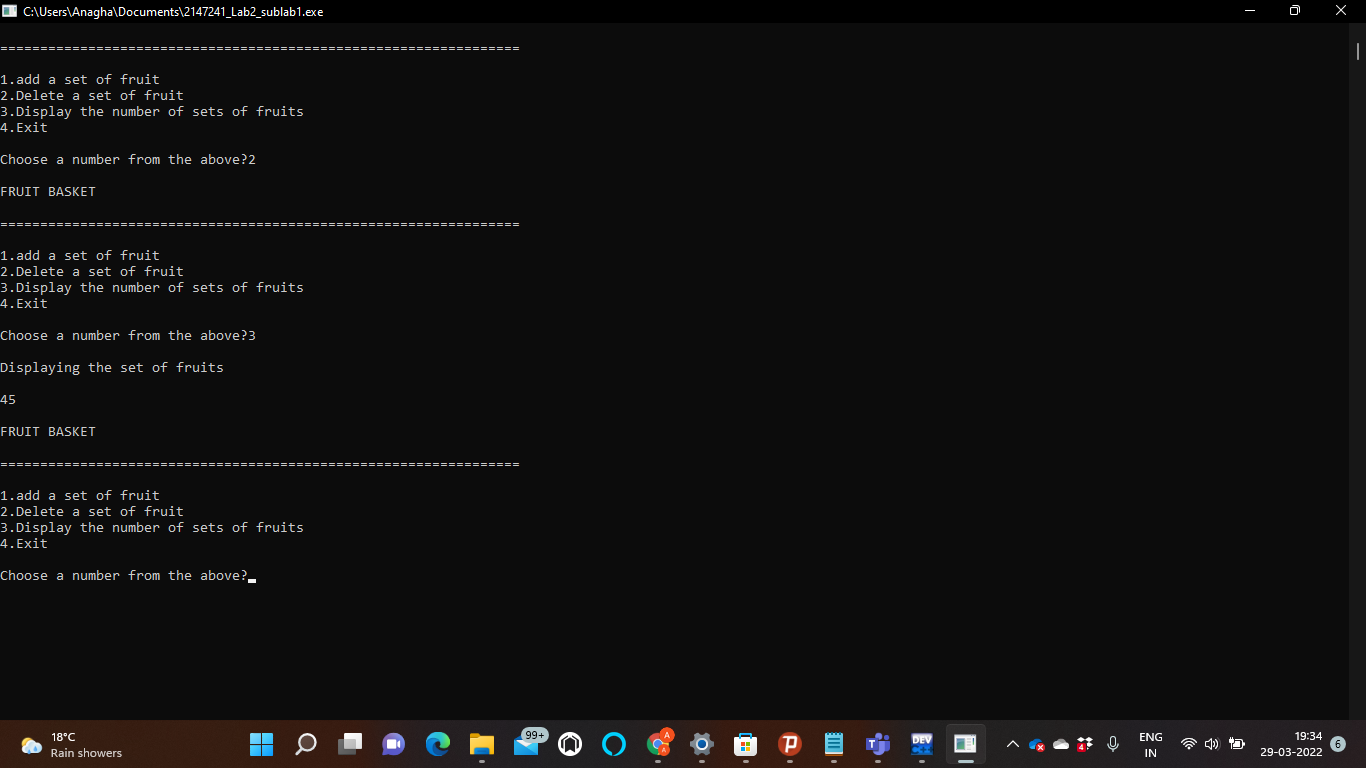 C:\Users\Anagha\Documents\2147241_Lab2_sublab1.exe
=================================================================
1.add a set of fruit
2.Delete a set of fruit
3.Display the number of sets of fruits
4.Exit
Choose a number from the above?2
FRUIT BASKET
=================================================================
1.add a set of fruit
2.Delete a set of fruit
3.Display the number of sets of fruits
4.Exit
Choose a number from the above?3
Displaying the set of fruits
45
FRUIT BASKET
=================================================================
1.add a set of fruit
2.Delete a set of fruit
3.Display the number of sets of fruits
4.Exit
Choose a number from the above?
18°C
Rain showers
99+
A
A
DEV
4
ENG
IN
19:34
29-03-2022
6